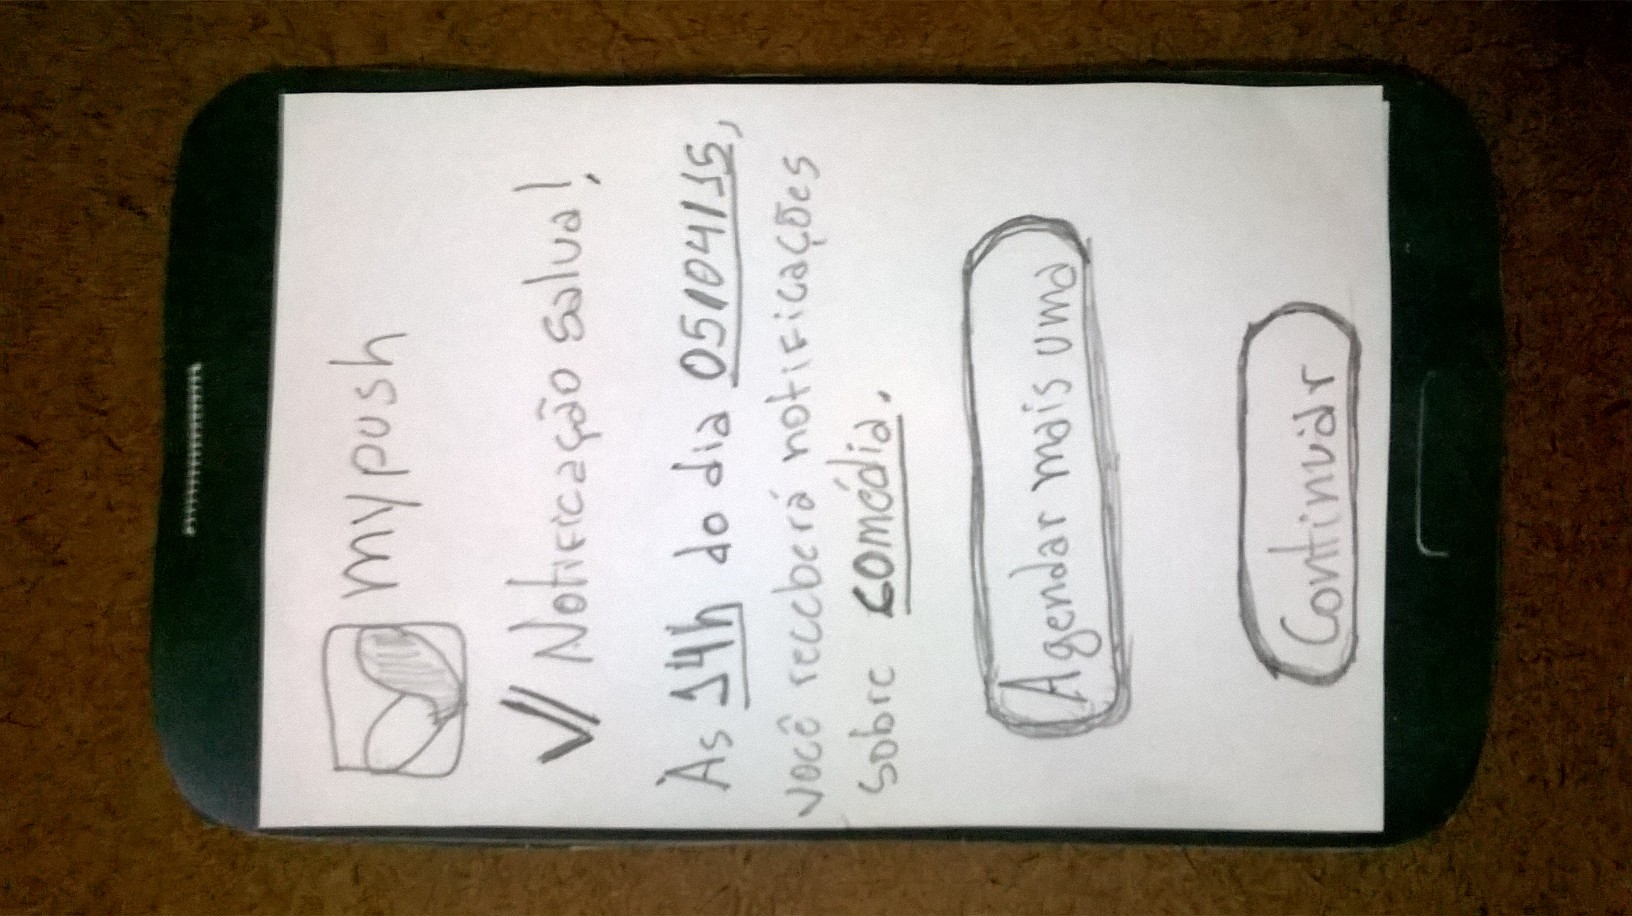 mypush
Notificação salva!
Às 14h do dia 05/04/15,
você receberá notificações
sobre comédia.
Agendar mais uma
Continuar